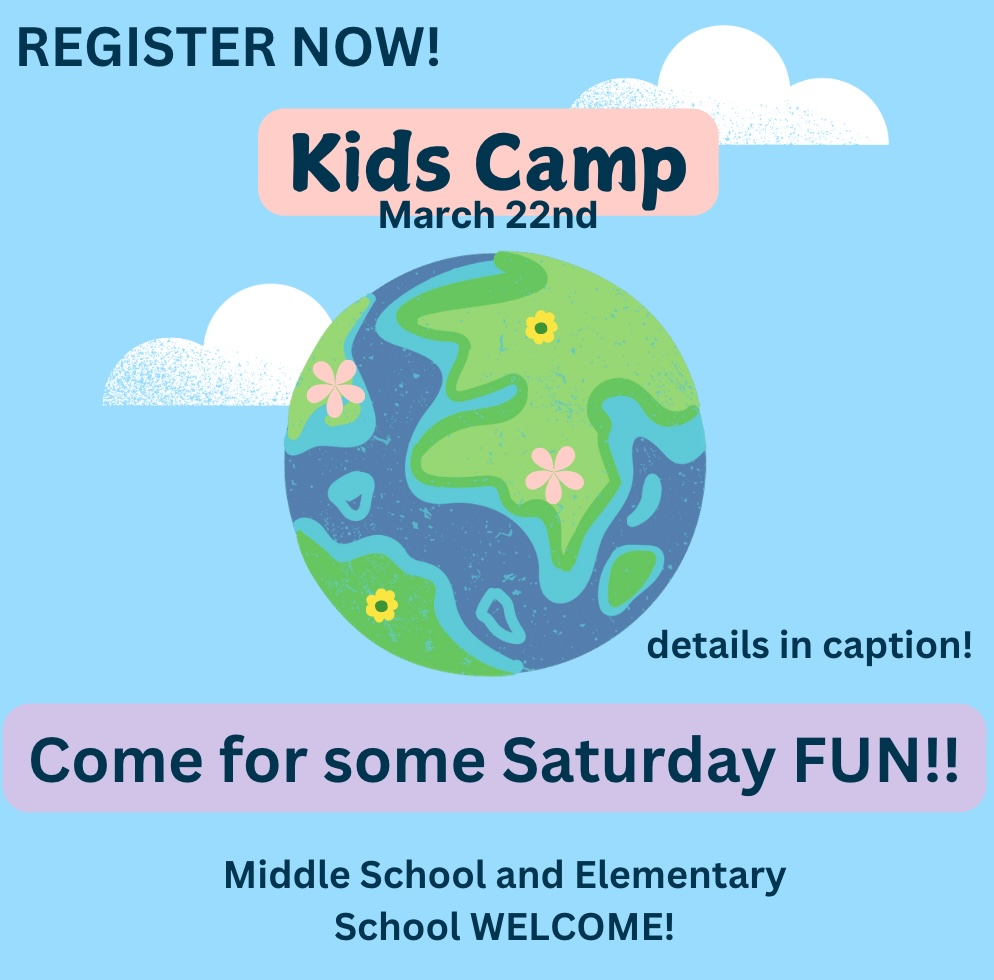 REGISTER NOW!
Kids Camp
March 22nd
details in caption!
Come for some Saturday FUN!!
Middle School and Elementary
School WELCOME!